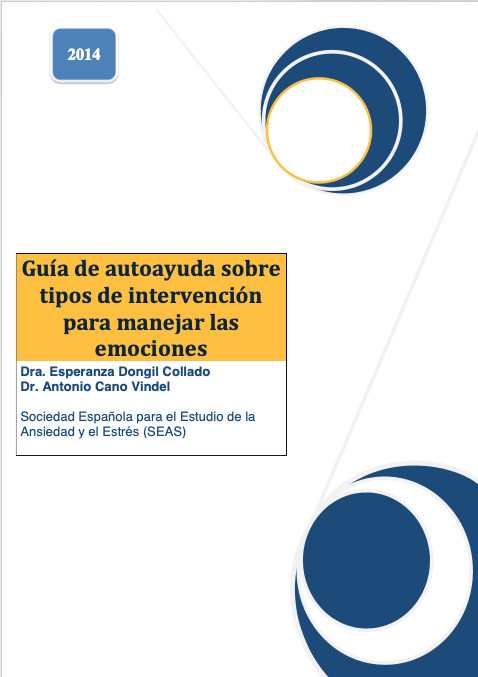 2014
Guía de autoayuda sobre
tipos de intervención
para manejar las
emociones
Dra. Esperanza Dongil Collado
Dr. Antonio Cano Vindel
Sociedad Española para el Estudio de la
Ansiedad y el Estrés (SEAS)